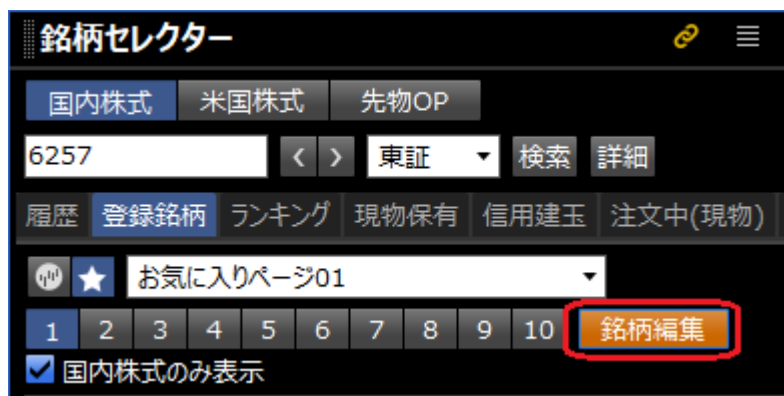 銘柄セレクター
国内株式 米国株式 先物OP
6257 東証 検索 詳細
履歴 登録銘柄 ランキング 現物保有 信用建玉 注文中(現物)
お気に入りページ01
1 2 3 4 5 6 7 8 9 10 銘柄編集
国内株式のみ表示